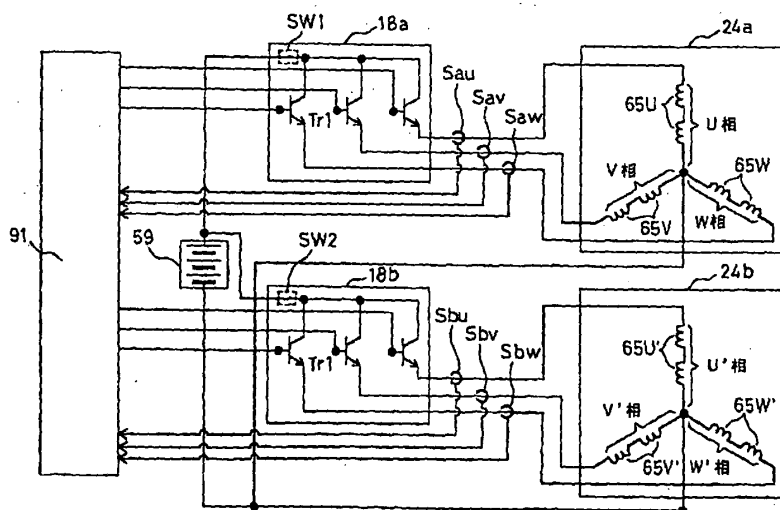 SW1
18a
24a
Sau
Sav
Saw
Tr1
65U
U相
V相
65W
65V
W相
91
59
SW2
18b
24b
Sbu
Sbv
Sbw
Tr1
65U'
U'相
V'相
65W'
65V'
W'相